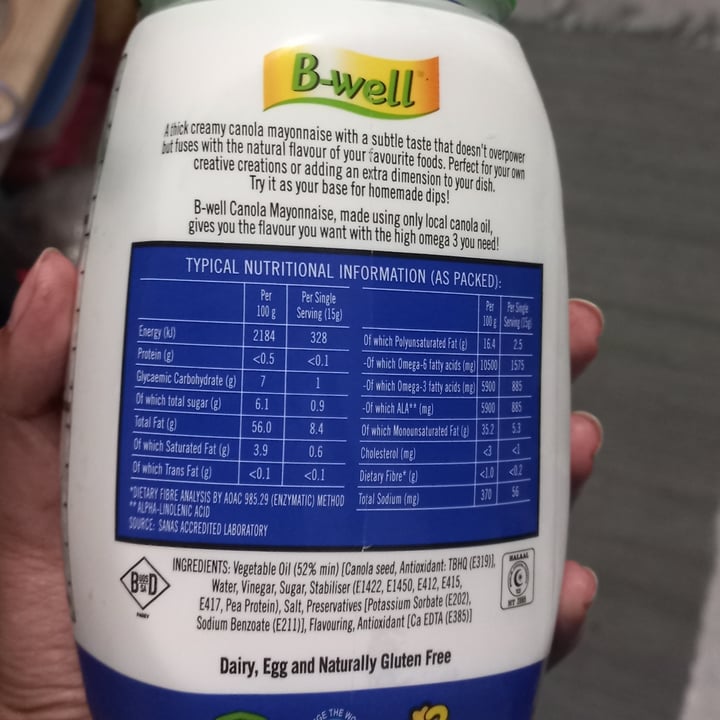 B-well
A thick creamy canola mayonnaise with a subtle taste that doesn't overpower
but fuses with the natural flavour of your favourite foods. Perfect for your own
creative creations or adding an extra dimension to your dish.
Try it as your base for homemade dips!
B-well Canola Mayonnaise, made using only local canola oil,
gives you the flavour you want with the high omega 3 you need!
TYPICAL NUTRITIONAL INFORMATION (AS PACKED):
Per 100 g Per Single Serving (15g)
Energy (kJ) 2184 328
Protein (g) <0.5 <0.1
Glycaemic Carbohydrate (g) 7 1
Of which total sugar (g) 6.1 0.9
Total Fat (g) 56.0 8.4
Of which Saturated Fat (g) 3.9 0.6
Of which Trans Fat (g) <0.1 <0.1
*DIETARY FIBRE ANALYSIS BY AOAC 985.29 (ENZYMATIC) METHOD
** ALPHA-LINOLENIC ACID
SOURCE: SANAS ACCREDITED LABORATORY
Per 100 g Per Single Serving (15g)
Of which Polyunsaturated Fat (g) 16.4 2.5
-Of which Omega-6 fatty acids (mg) 10500 1575
-Of which Omega-3 fatty acids (mg) 5900 885
-Of which ALA** (mg) 5900 885
Of which Monounsaturated Fat (g) 35.2 5.3
Cholesterol (mg) <3 <1
Dietary Fibre* (g) <1.0 <0.2
Total Sodium (mg) 370 56
INGREDIENTS: Vegetable Oil (52% min) [Canola seed, Antioxidant: TBHQ (E319)],
Water, Vinegar, Sugar, Stabiliser (E1422, E1450, E412, E415,
E417, Pea Protein), Salt, Preservatives [Potassium Sorbate (E202),
Sodium Benzoate (E211)], Flavouring, Antioxidant [Ca EDTA (E385)]
B D
PAREV
HALAAL
Dairy, Egg and Naturally Gluten Free